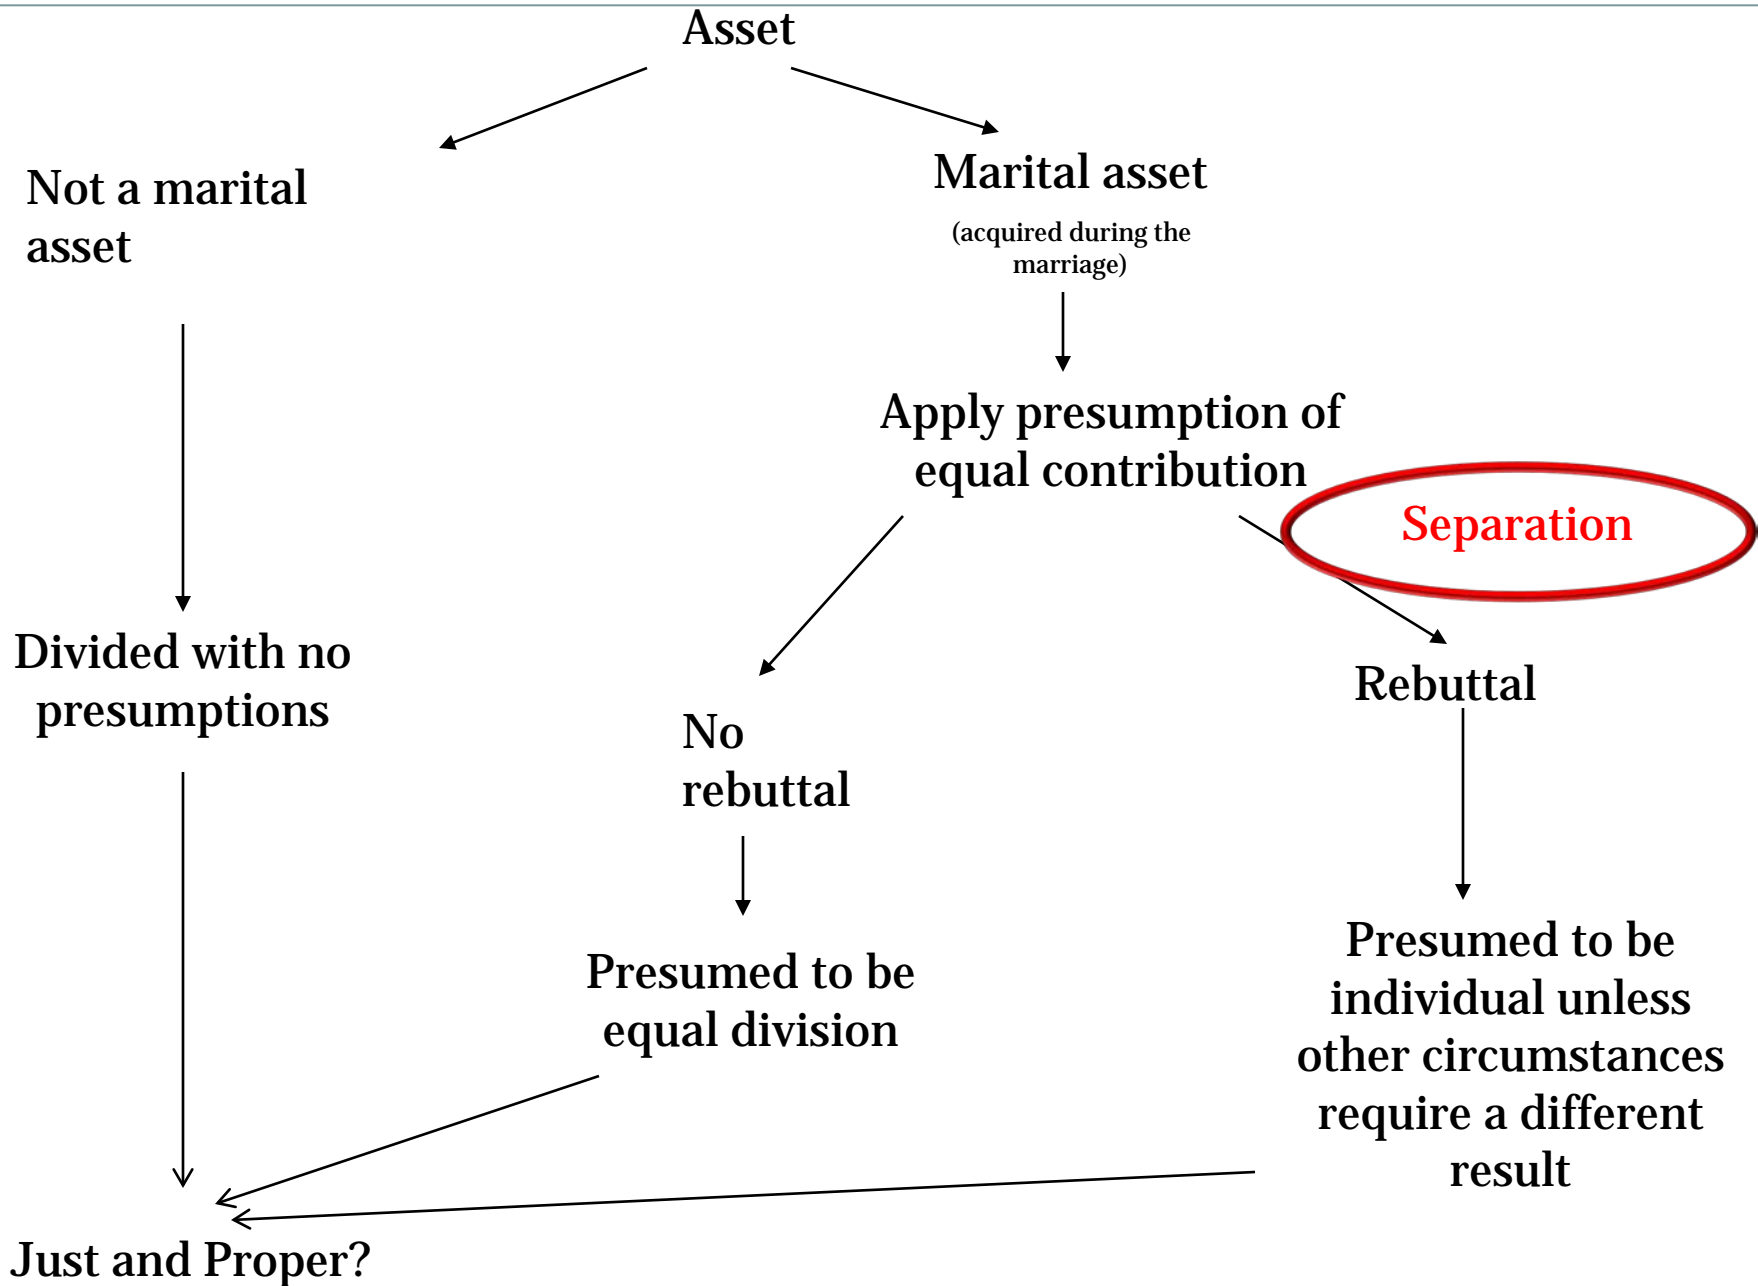 Asset
Not a marital
asset
Marital asset
(acquired during the
marriage)
Apply presumption of
equal contribution
Separation
Divided with no
presumptions
No
rebuttal
Rebuttal
Presumed to be
equal division
Presumed to be
individual unless
other circumstances
require a different
result
Just and Proper?